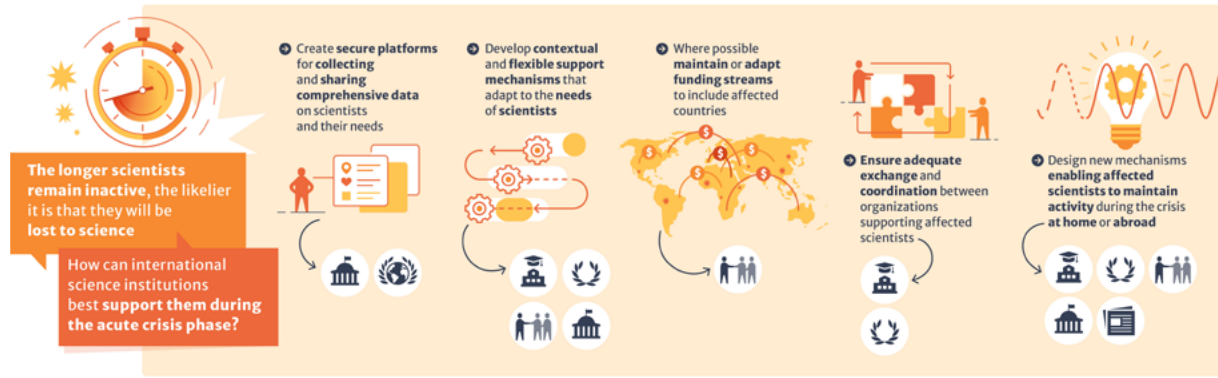 The longer scientists
remain inactive, the likelier
it is that they will be
lost to science
How can international
science institutions
best support them during
the acute crisis phase?
Create secure platforms
for collecting
and sharing
comprehensive data
on scientists
and their needs
Develop contextual
and flexible support
mechanisms that
adapt to the needs
of scientists
Where possible
maintain or adapt
funding streams
to include affected
countries
$
$
$
$
$
$
Ensure adequate
exchange and
coordination between
organizations
supporting affected
scientists
Design new mechanisms
enabling affected
scientists to maintain
activity during the crisis
at home or abroad